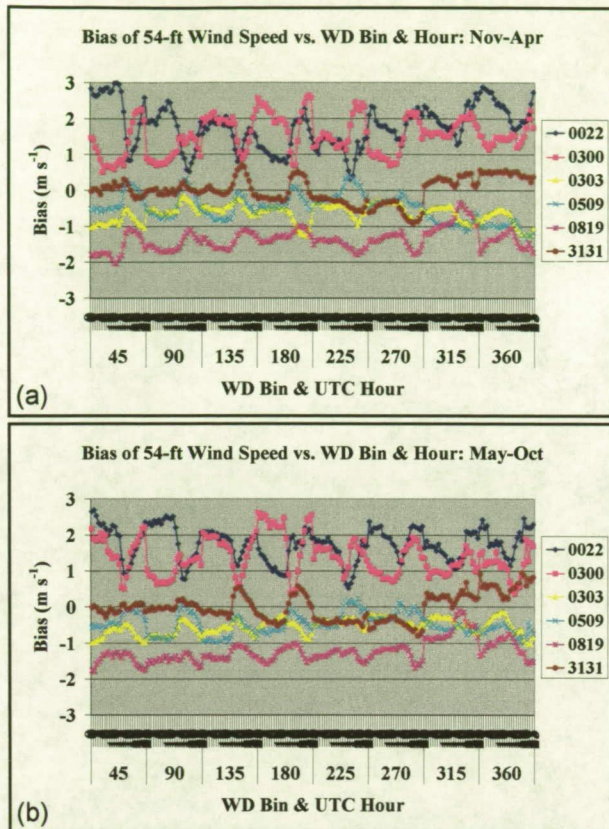 Bias of 54-ft Wind Speed vs. WD Bin & Hour: Nov-Apr
3
2
1
0
-1
-2
-3
Bias (m s⁻¹)
0022
0300
0303
0509
0819
3131
45 90 135 180 225 270 315 360
WD Bin & UTC Hour
(a)
Bias of 54-ft Wind Speed vs. WD Bin & Hour: May-Oct
3
2
1
0
-1
-2
-3
Bias (m s⁻¹)
0022
0300
0303
0509
0819
3131
45 90 135 180 225 270 315 360
WD Bin & UTC Hour
(b)